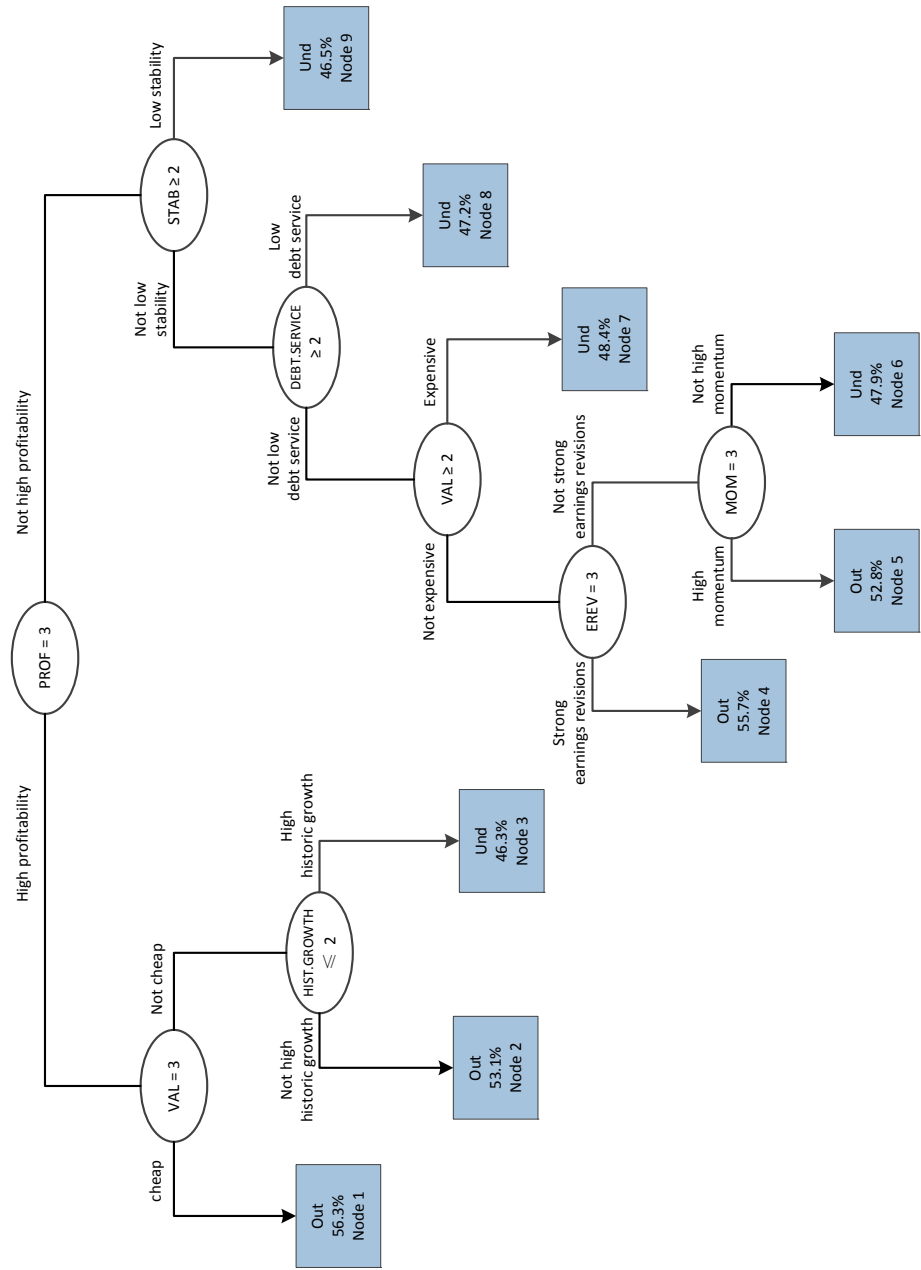 PROF = 3
High profitability
Not high profitability
VAL = 3
STAB ≥ 2
cheap
Not cheap
Not low
stability
Low stability
Out
56.3%
Node 1
HIST.GROWTH
≤ 2
DEBT.SERVICE
≥ 2
Und
46.5%
Node 9
Not high
historic growth
High
historic growth
Not low
debt service
Low
debt service
Out
53.1%
Node 2
Und
46.3%
Node 3
VAL ≥ 2
Und
47.2%
Node 8
Not expensive
Expensive
EREV = 3
Und
48.4%
Node 7
Strong
earnings revisions
Not strong
earnings revisions
Out
55.7%
Node 4
MOM = 3
High
momentum
Not high
momentum
Out
52.8%
Node 5
Und
47.9%
Node 6